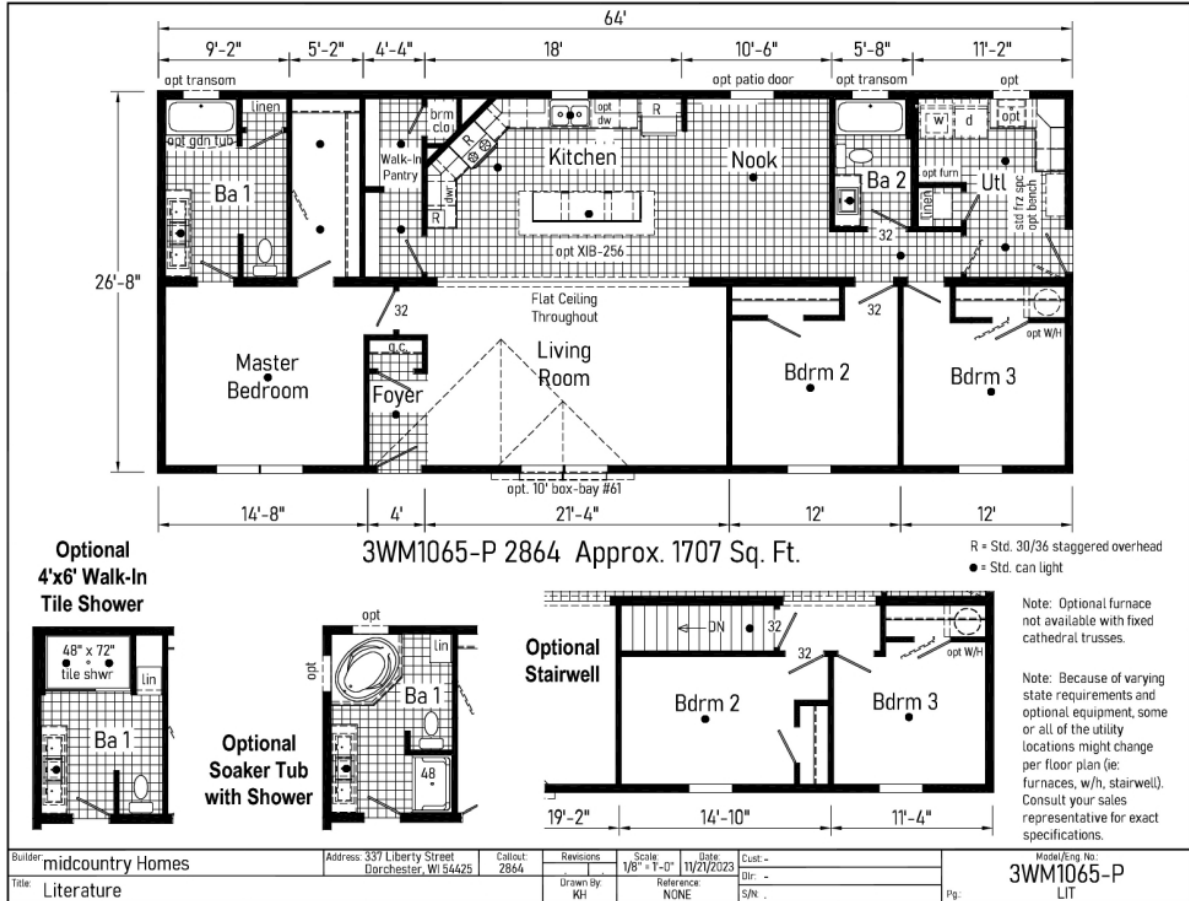 64'
9'-2"
5'-2"
4'-4"
18'
10'-6"
5'-8"
11'-2"
opt transom
opt patio door
opt transom
opt
26'-8"
linen
opt gdn tub
Ba 1
brm
clo
Walk-In
Pantry
R
dwr
R
opt
dw
R
Kitchen
opt XIB-256
Nook
Ba 2
32
w
d
opt
opt furn
linen
Utl
std frz spc
opt bench
Master
Bedroom
32
g.c.
Foyer
Flat Ceiling
Throughout
Living
Room
32
Bdrm 2
opt W/H
Bdrm 3
opt. 10' box-bay #61
14'-8"
4'
21'-4"
12'
12'
3WM1065-P 2864 Approx. 1707 Sq. Ft.
R = Std. 30/36 staggered overhead
● = Std. can light
Optional
4'x6' Walk-In
Tile Shower
48" x 72"
tile shwr
lin
Ba 1
opt
opt
lin
Ba 1
48
Optional
Soaker Tub
with Shower
Optional
Stairwell
DN
32
32
opt W/H
Bdrm 2
Bdrm 3
19'-2"
14'-10"
11'-4"
Note: Optional furnace
not available with fixed
cathedral trusses.
Note: Because of varying
state requirements and
optional equipment, some
or all of the utility
locations might change
per floor plan (ie:
furnaces, w/h, stairwell).
Consult your sales
representative for exact
specifications.
Builder: midcountry Homes
Address: 337 Liberty Street
Dorchester, WI 54425
Callout:
2864
Revisions
Scale:
1/8" = 1'-0"
Date:
11/21/2023
Cust: -
Dlr: -
S/N: .
Model/Eng. No.:
3WM1065-P
Pg.: LIT
Title: Literature
Drawn By:
KH
Reference:
NONE